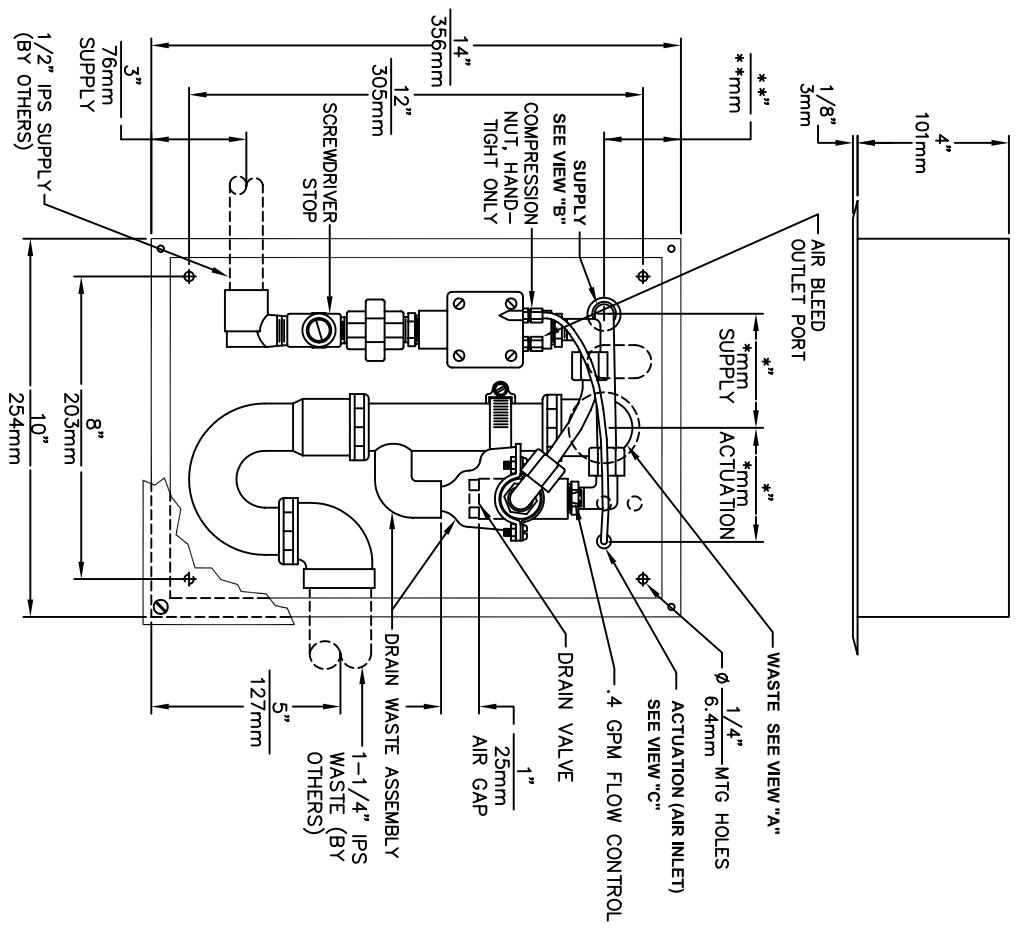 4"
101mm
1/8"
3mm
**"
**mm
14"
356mm
12"
305mm
3"
76mm
SUPPLY
1/2" IPS SUPPLY
(BY OTHERS)
SCREWDRIVER
STOP
COMPRESSION
NUT, HAND-
TIGHT ONLY
SUPPLY
SEE VIEW "B"
AIR BLEED
OUTLET PORT
*"
*mm
SUPPLY
*"
*mm
ACTUATION
8"
203mm
10"
254mm
WASTE SEE VIEW "A"
Ø 1/4" MTG HOLES
6.4mm
ACTUATION (AIR INLET)
SEE VIEW "C"
.4 GPM FLOW CONTROL
DRAIN VALVE
1"
25mm
AIR GAP
DRAIN WASTE ASSEMBLY
1-1/4" IPS
WASTE (BY
OTHERS)
5"
127mm